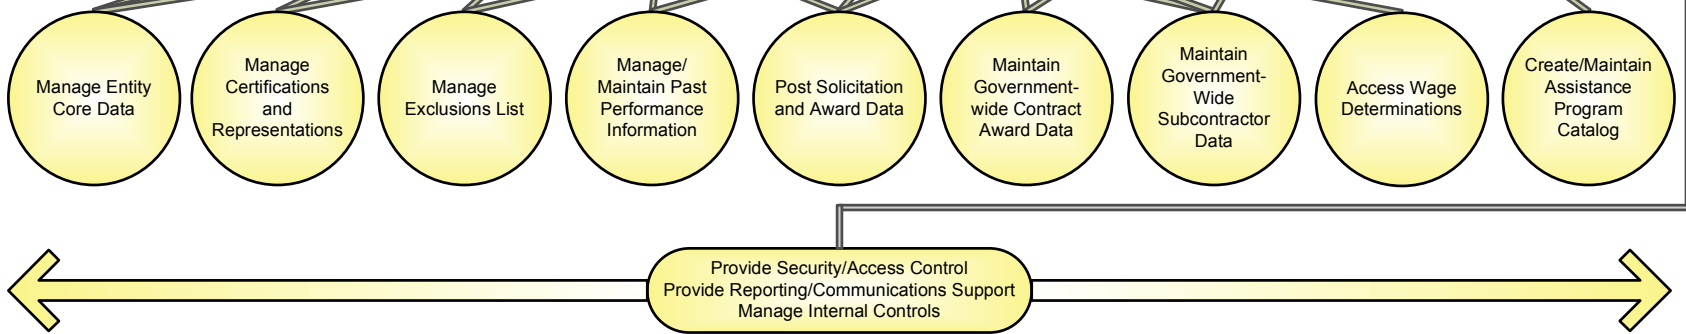 Manage Entity
Core Data
Manage
Certifications
and
Representations
Manage
Exclusions List
Manage/
Maintain Past
Performance
Information
Post Solicitation
and Award Data
Maintain
Government-
wide Contract
Award Data
Maintain
Government-
Wide
Subcontractor
Data
Access Wage
Determinations
Create/Maintain
Assistance
Program
Catalog
Provide Security/Access Control
Provide Reporting/Communications Support
Manage Internal Controls